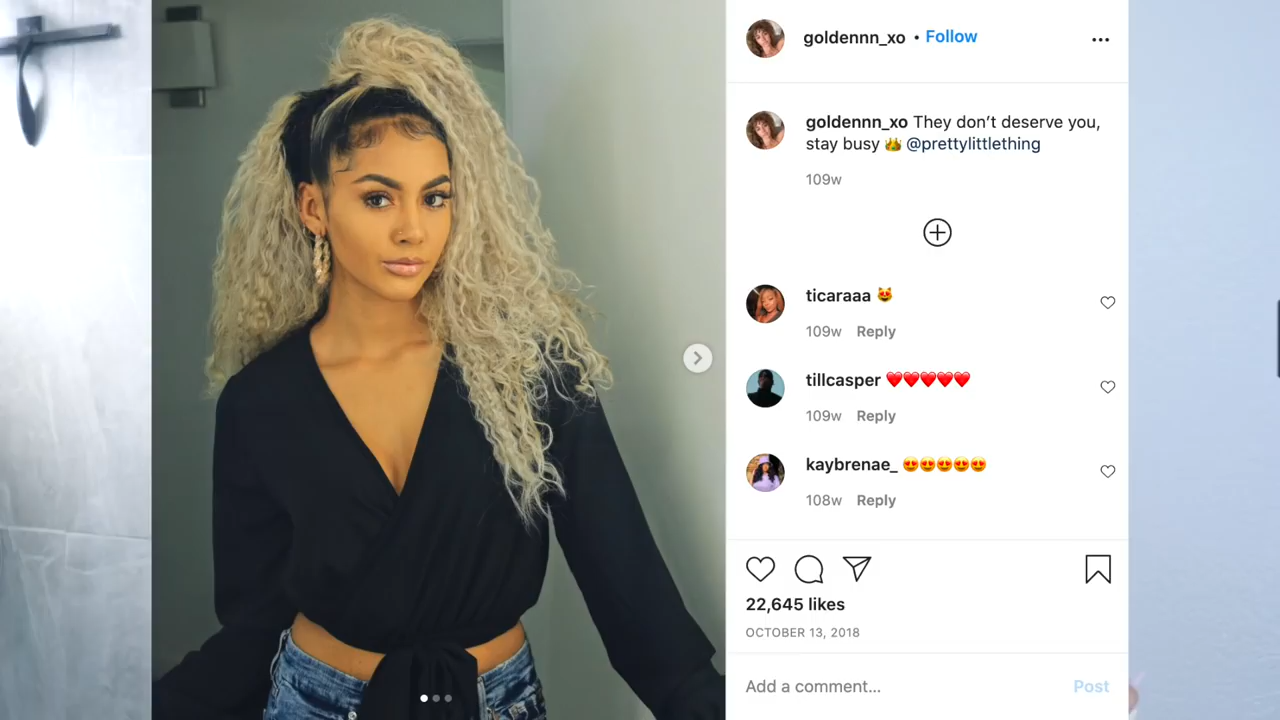 goldennn_xo • Follow
goldennn_xo They don’t deserve you,
stay busy 👑 @prettylittlething
109w
ticaraaa 😻
109w Reply
tillcasper ❤️❤️❤️❤️❤️
109w Reply
kaybrenae_ 😍😍😍😍😍
108w Reply
22,645 likes
OCTOBER 13, 2018
Add a comment... Post